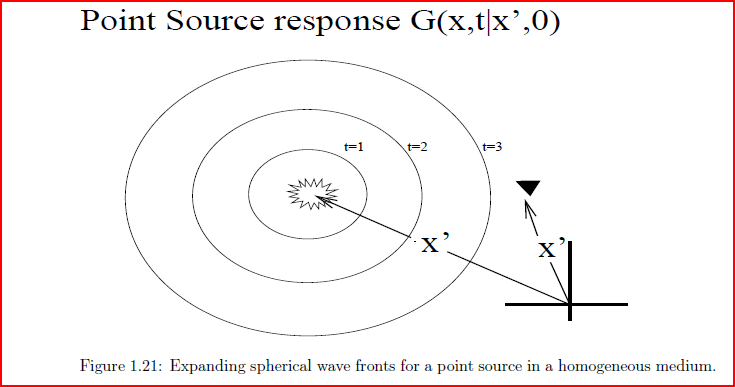 Point Source response G(x,t|x’,0)
t=1
t=2
t=3
x’
x’
Figure 1.21: Expanding spherical wave fronts for a point source in a homogeneous medium.